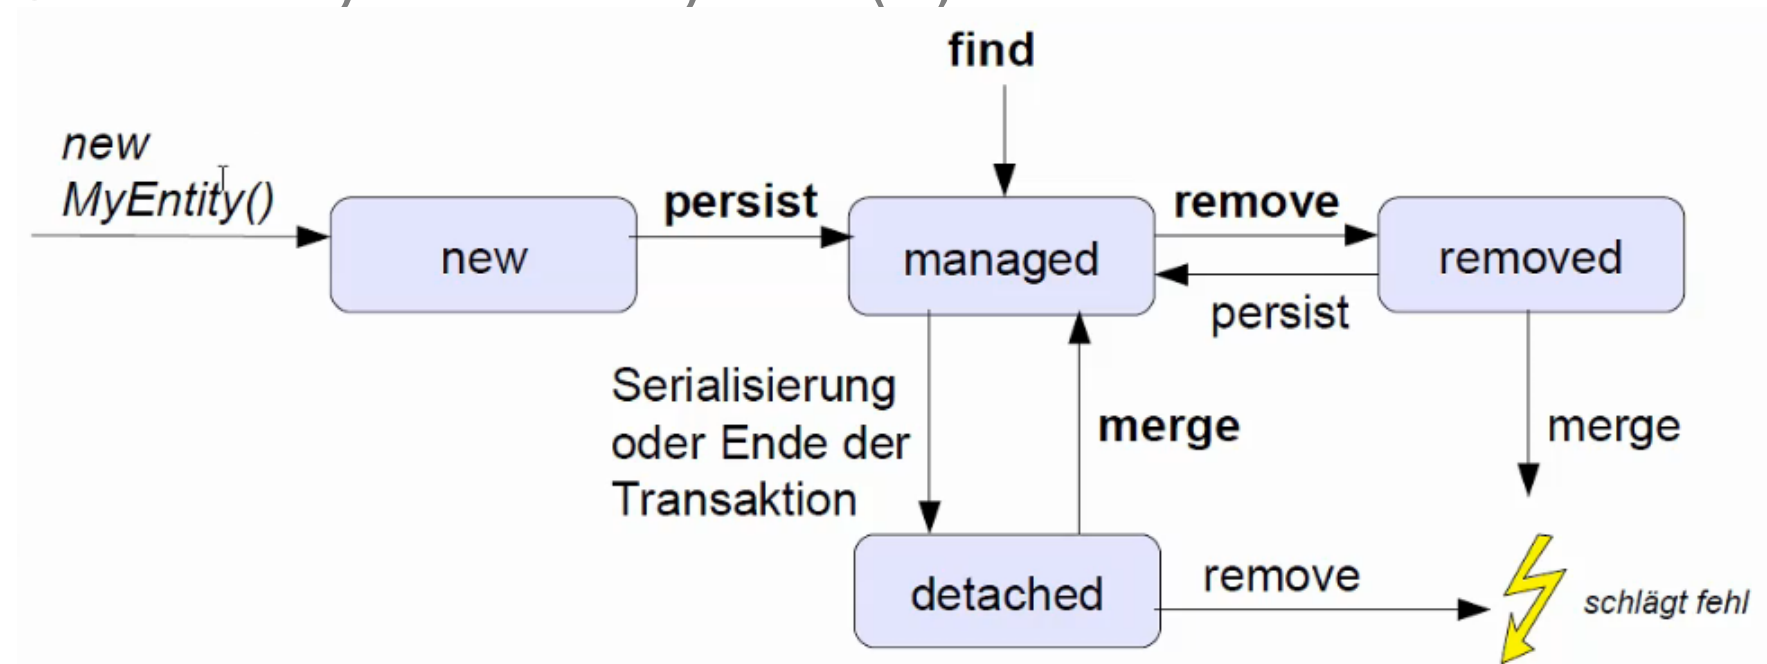 find
new
MyEntity()
persist
remove
new
managed
removed
persist
Serialisierung
oder Ende der
Transaktion
merge
merge
detached
remove
schlägt fehl